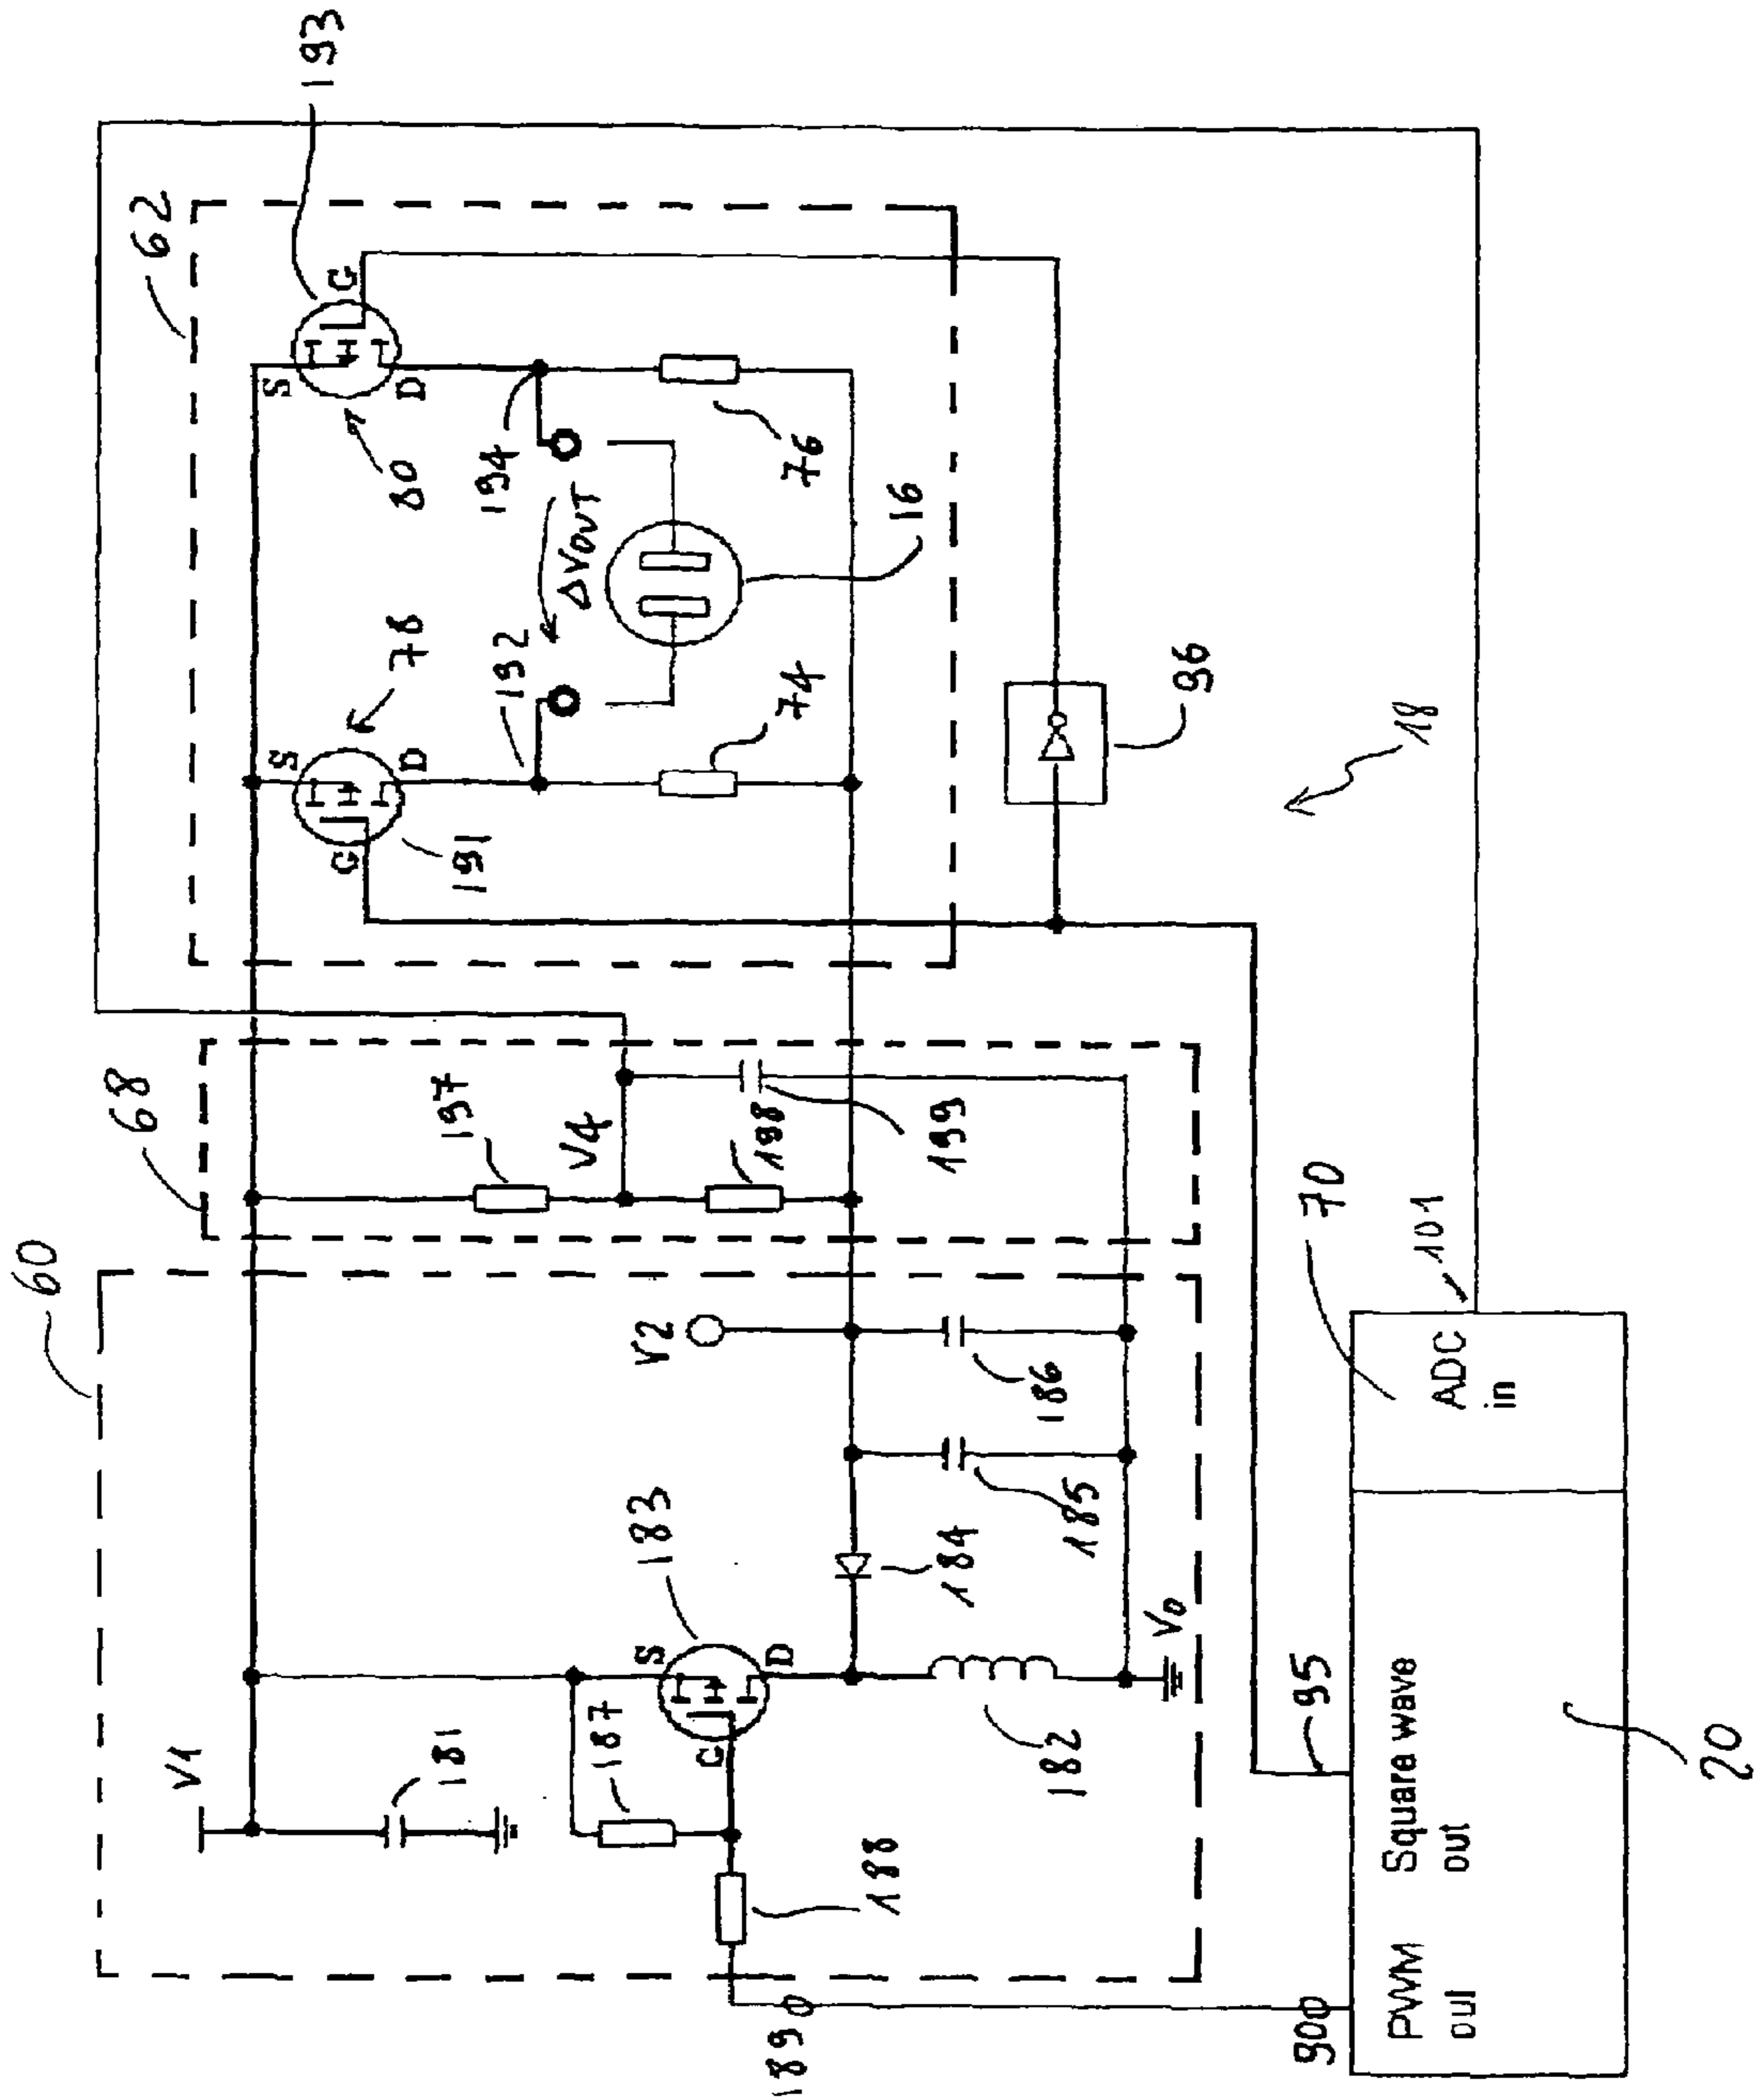 60
68
62
193
V1
181
187
G
S
D
183
188
189
182
V0
184
185
186
V2
197
V4
198
199
G
S
D
191
78
192
74
ΔVOUT
16
S
D
G
80
194
76
96
18
900
PWM
out
Square wave
out
95
20
ADC
in
70
101